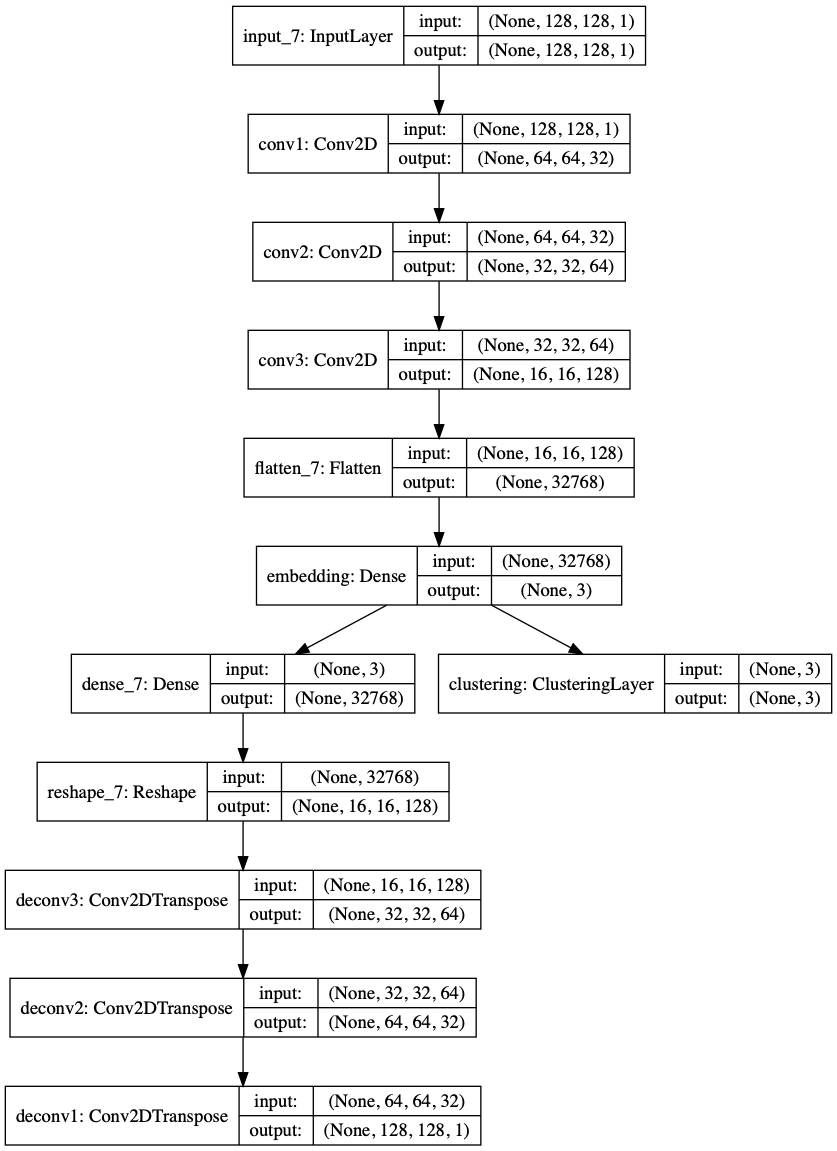 input_7: InputLayer
input: (None, 128, 128, 1)
output: (None, 128, 128, 1)
conv1: Conv2D
input: (None, 128, 128, 1)
output: (None, 64, 64, 32)
conv2: Conv2D
input: (None, 64, 64, 32)
output: (None, 32, 32, 64)
conv3: Conv2D
input: (None, 32, 32, 64)
output: (None, 16, 16, 128)
flatten_7: Flatten
input: (None, 16, 16, 128)
output: (None, 32768)
embedding: Dense
input: (None, 32768)
output: (None, 3)
dense_7: Dense
input: (None, 3)
output: (None, 32768)
clustering: ClusteringLayer
input: (None, 3)
output: (None, 3)
reshape_7: Reshape
input: (None, 32768)
output: (None, 16, 16, 128)
deconv3: Conv2DTranspose
input: (None, 16, 16, 128)
output: (None, 32, 32, 64)
deconv2: Conv2DTranspose
input: (None, 32, 32, 64)
output: (None, 64, 64, 32)
deconv1: Conv2DTranspose
input: (None, 64, 64, 32)
output: (None, 128, 128, 1)